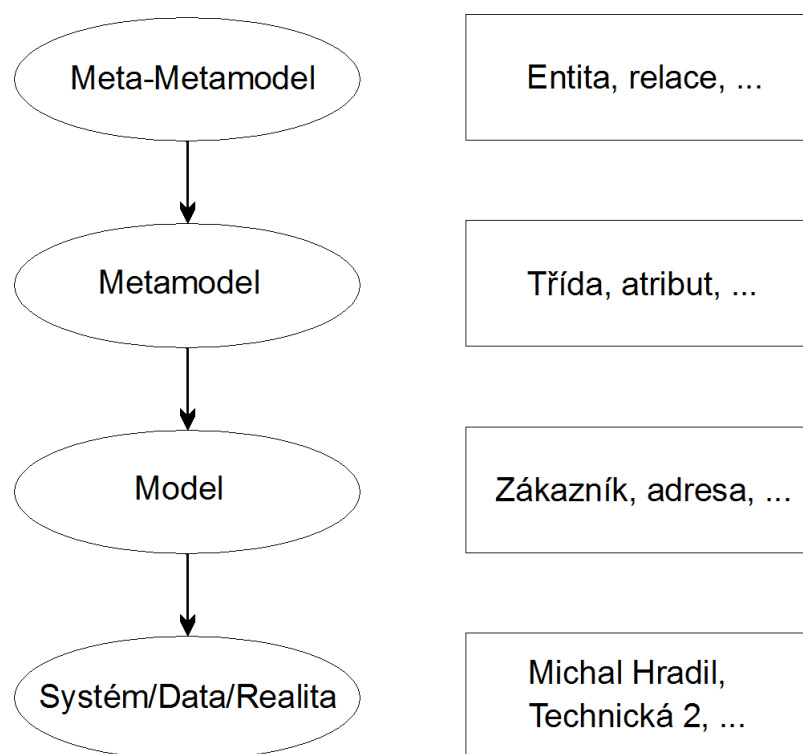 Meta-Metamodel
Entita, relace, ...
Metamodel
Třída, atribut, ...
Model
Zákazník, adresa, ...
Systém/Data/Realita
Michal Hradil,
Technická 2, ...